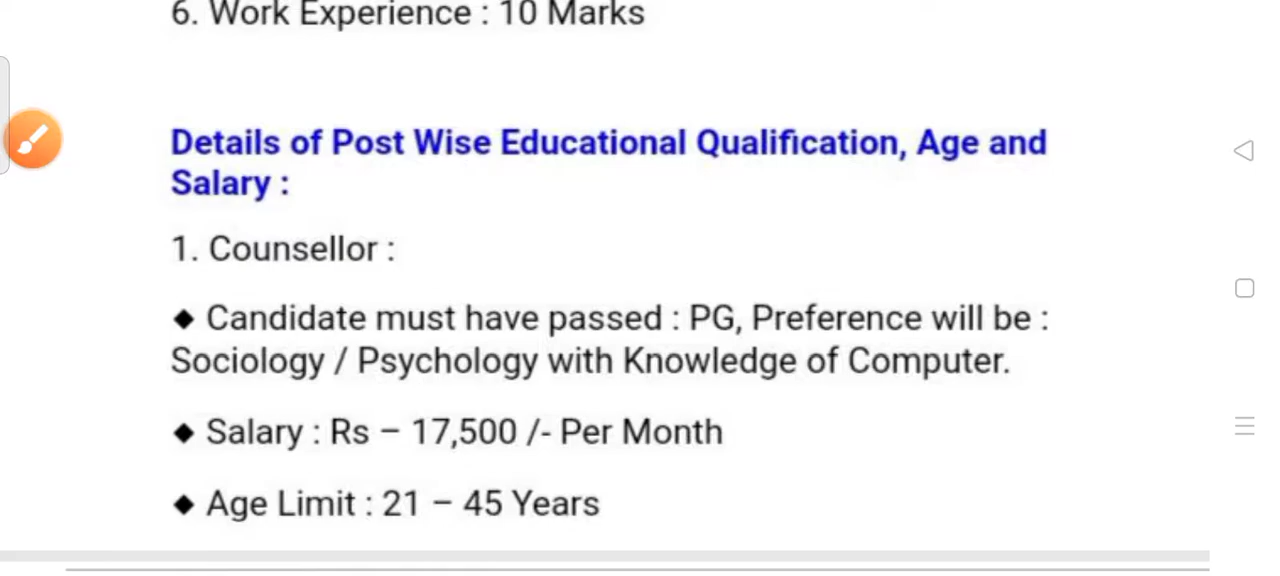 6. Work Experience : 10 Marks
Details of Post Wise Educational Qualification, Age and
Salary :
1. Counsellor :
◆ Candidate must have passed : PG, Preference will be :
Sociology / Psychology with Knowledge of Computer.
◆ Salary : Rs – 17,500 /- Per Month
◆ Age Limit : 21 – 45 Years